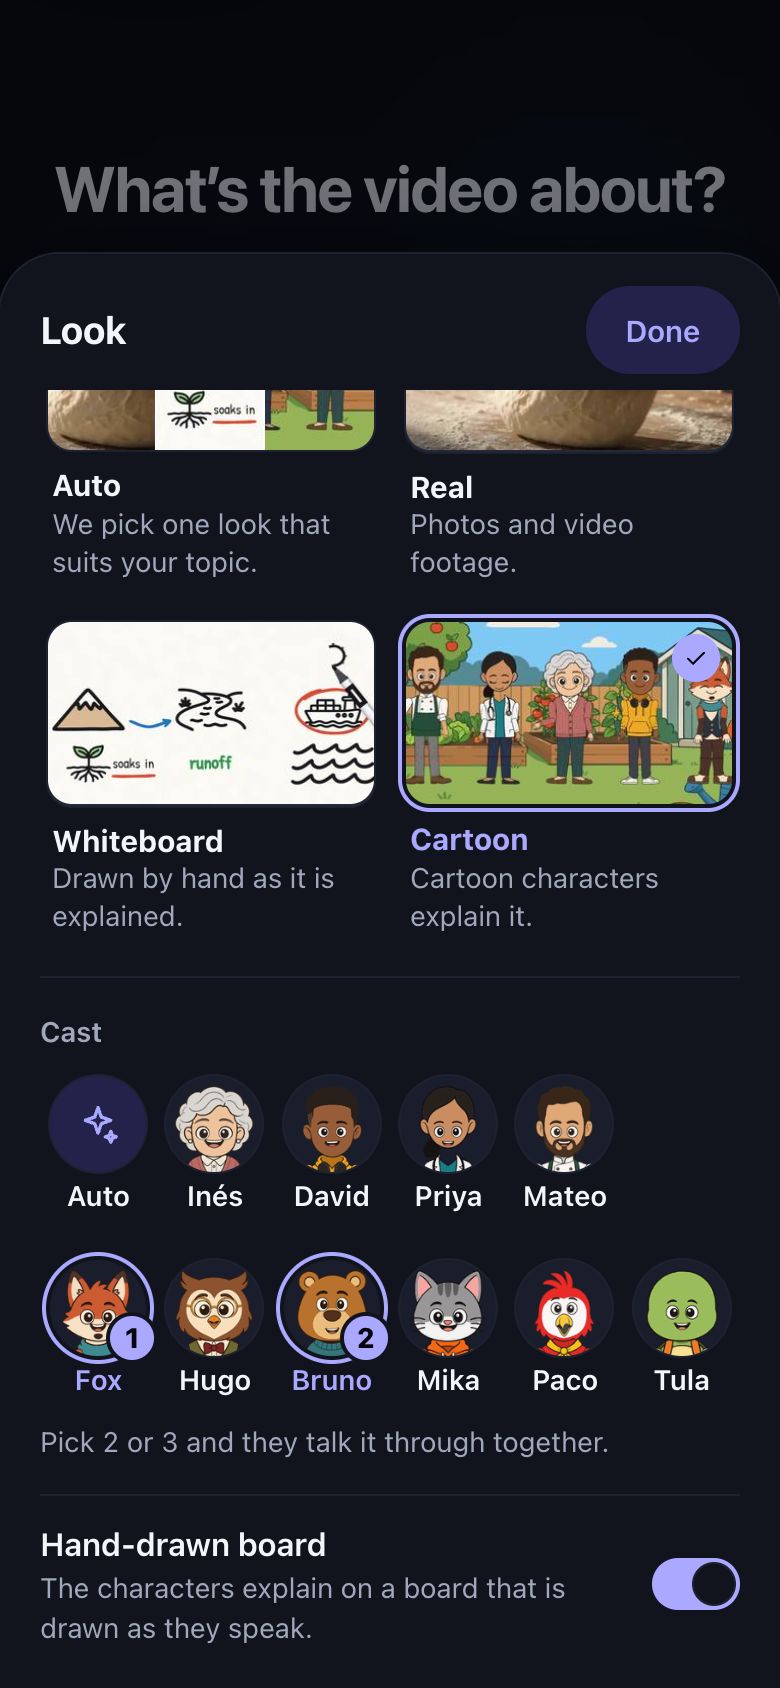 What's the video about?
Look
Done
soaks in
Auto
We pick one look that
suits your topic.
Real
Photos and video
footage.
soaks in
runoff
Whiteboard
Drawn by hand as it is
explained.
Cartoon
Cartoon characters
explain it.
Cast
Auto
Inés
David
Priya
Mateo
1
2
Fox
Hugo
Bruno
Mika
Paco
Tula
Pick 2 or 3 and they talk it through together.
Hand-drawn board
The characters explain on a board that is
drawn as they speak.